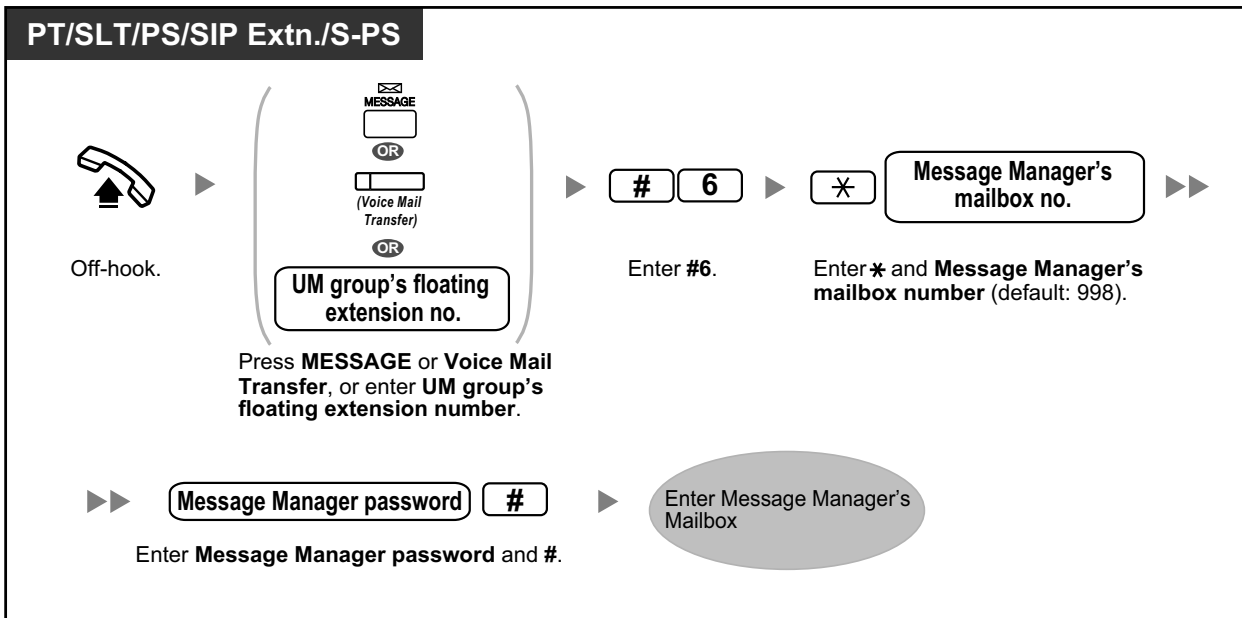 PT/SLT/PS/SIP Extn./S-PS
MESSAGE
OR
(Voice Mail
Transfer)
OR
UM group's floating
extension no.
# 6
✳ Message Manager's
mailbox no.
Off-hook.
Press MESSAGE or Voice Mail
Transfer, or enter UM group's
floating extension number.
Enter #6.
Enter ✳ and Message Manager's
mailbox number (default: 998).
Message Manager password #
Enter Message Manager password and #.
Enter Message Manager's
Mailbox